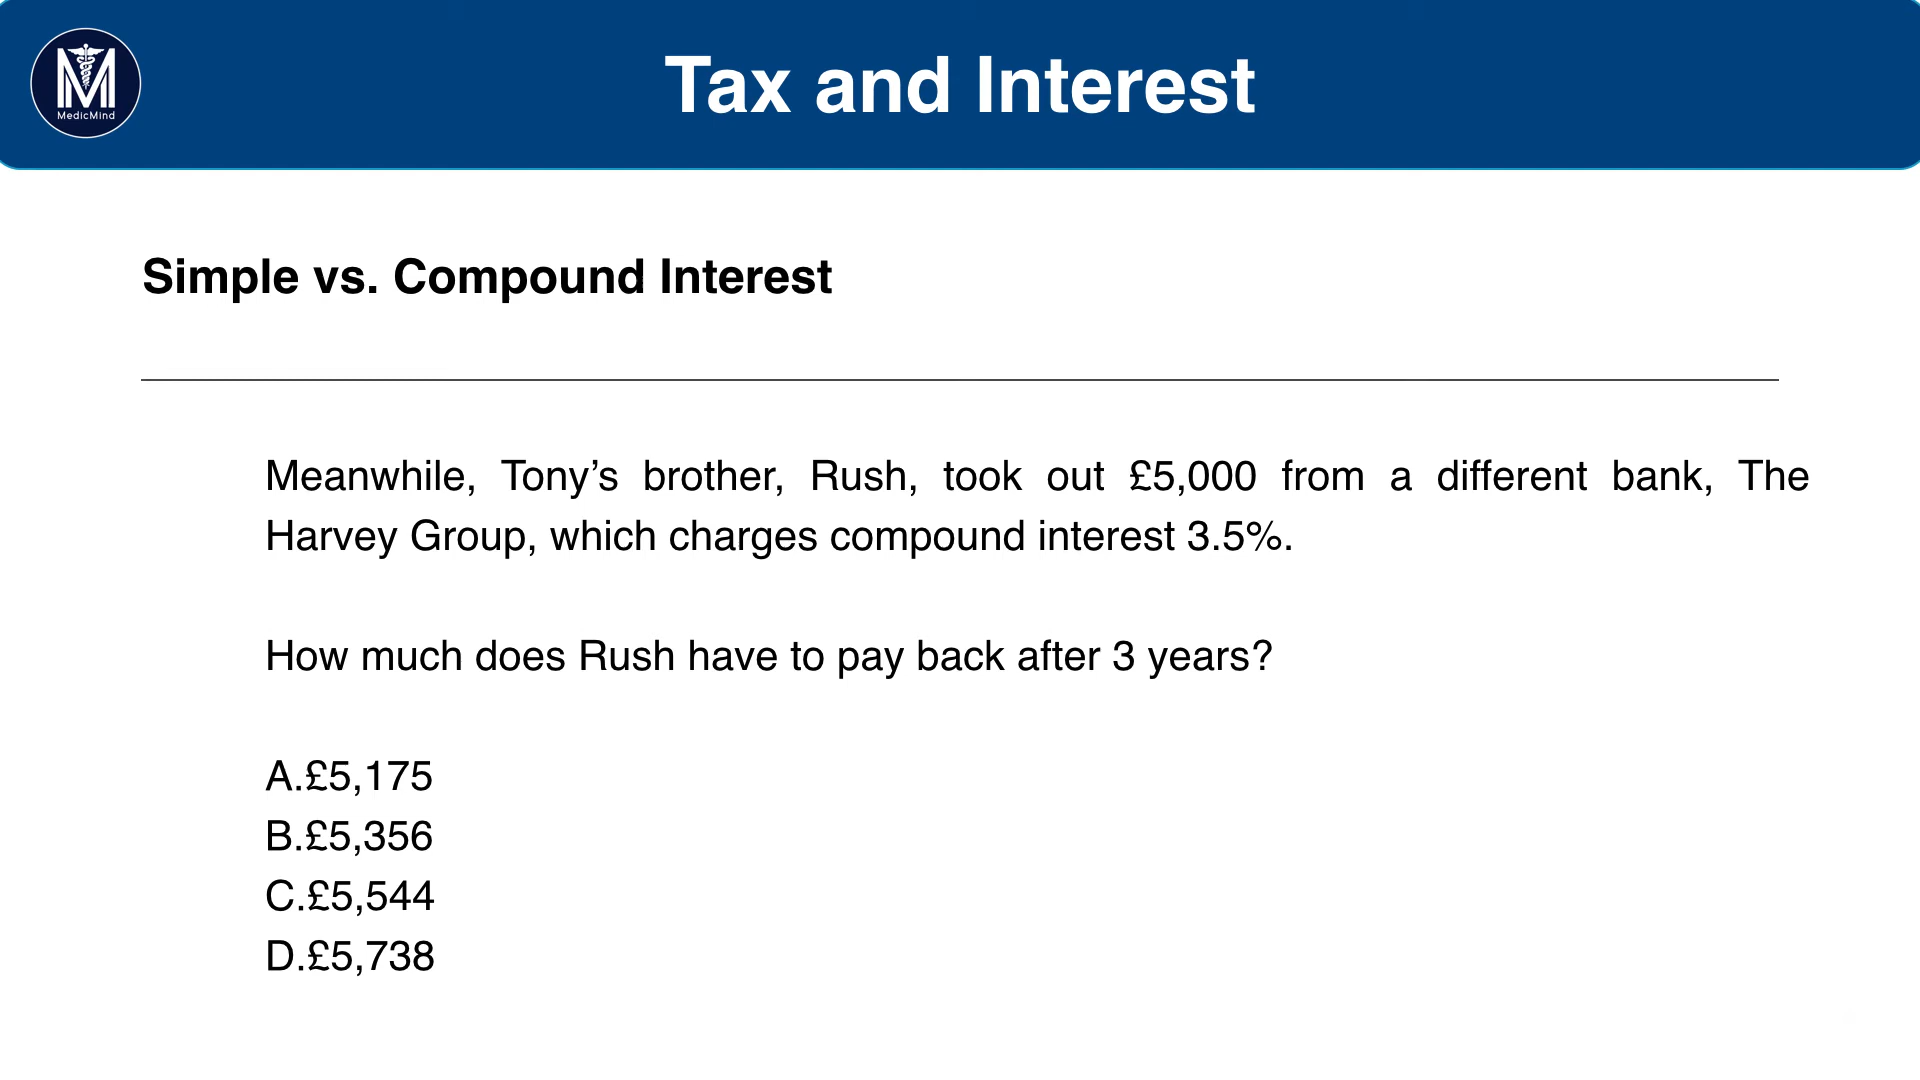 MedicMind
Tax and Interest
Simple vs. Compound Interest
Meanwhile, Tony’s brother, Rush, took out £5,000 from a different bank, The
Harvey Group, which charges compound interest 3.5%.
How much does Rush have to pay back after 3 years?
A.£5,175
B.£5,356
C.£5,544
D.£5,738